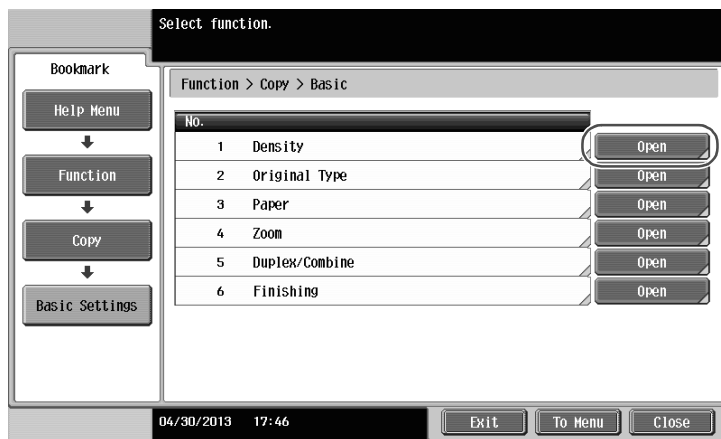 Select function.
Bookmark
Help Menu
Function
Copy
Basic Settings
Function > Copy > Basic
No.
1 Density Open
2 Original Type Open
3 Paper Open
4 Zoom Open
5 Duplex/Combine Open
6 Finishing Open
04/30/2013 17:46
Exit
To Menu
Close